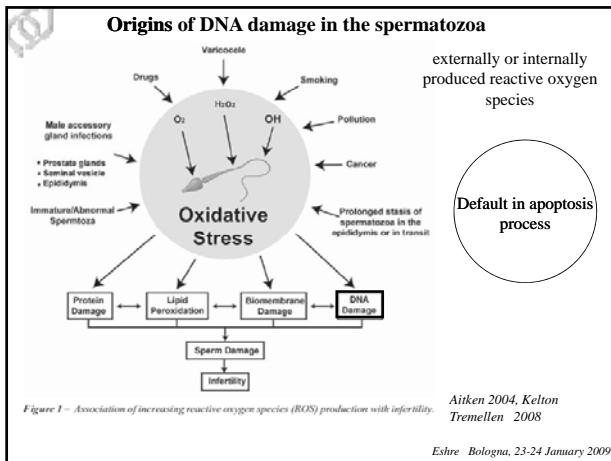 Origins of DNA damage in the spermatozoa
Varicocele
Drugs
Smoking
O₂
H₂O₂
OH
Pollution
Male accessory
gland infections
• Prostate glands
• Seminal vesicle
• Epididymis
Cancer
Immature/Abnormal
Spermtoza
Oxidative
Stress
Prolonged stasis of
spermatozoa in the
epididymis or in transit
Protein
Damage
Lipid
Peroxidation
Biomembrane
Damage
DNA
Damage
Sperm Damage
Infertility
Figure 1 – Association of increasing reactive oxygen species (ROS) production with infertility.
externally or internally
produced reactive oxygen
species
Default in apoptosis
process
Aitken 2004, Kelton
Tremellen 2008
Eshre Bologna, 23-24 January 2009